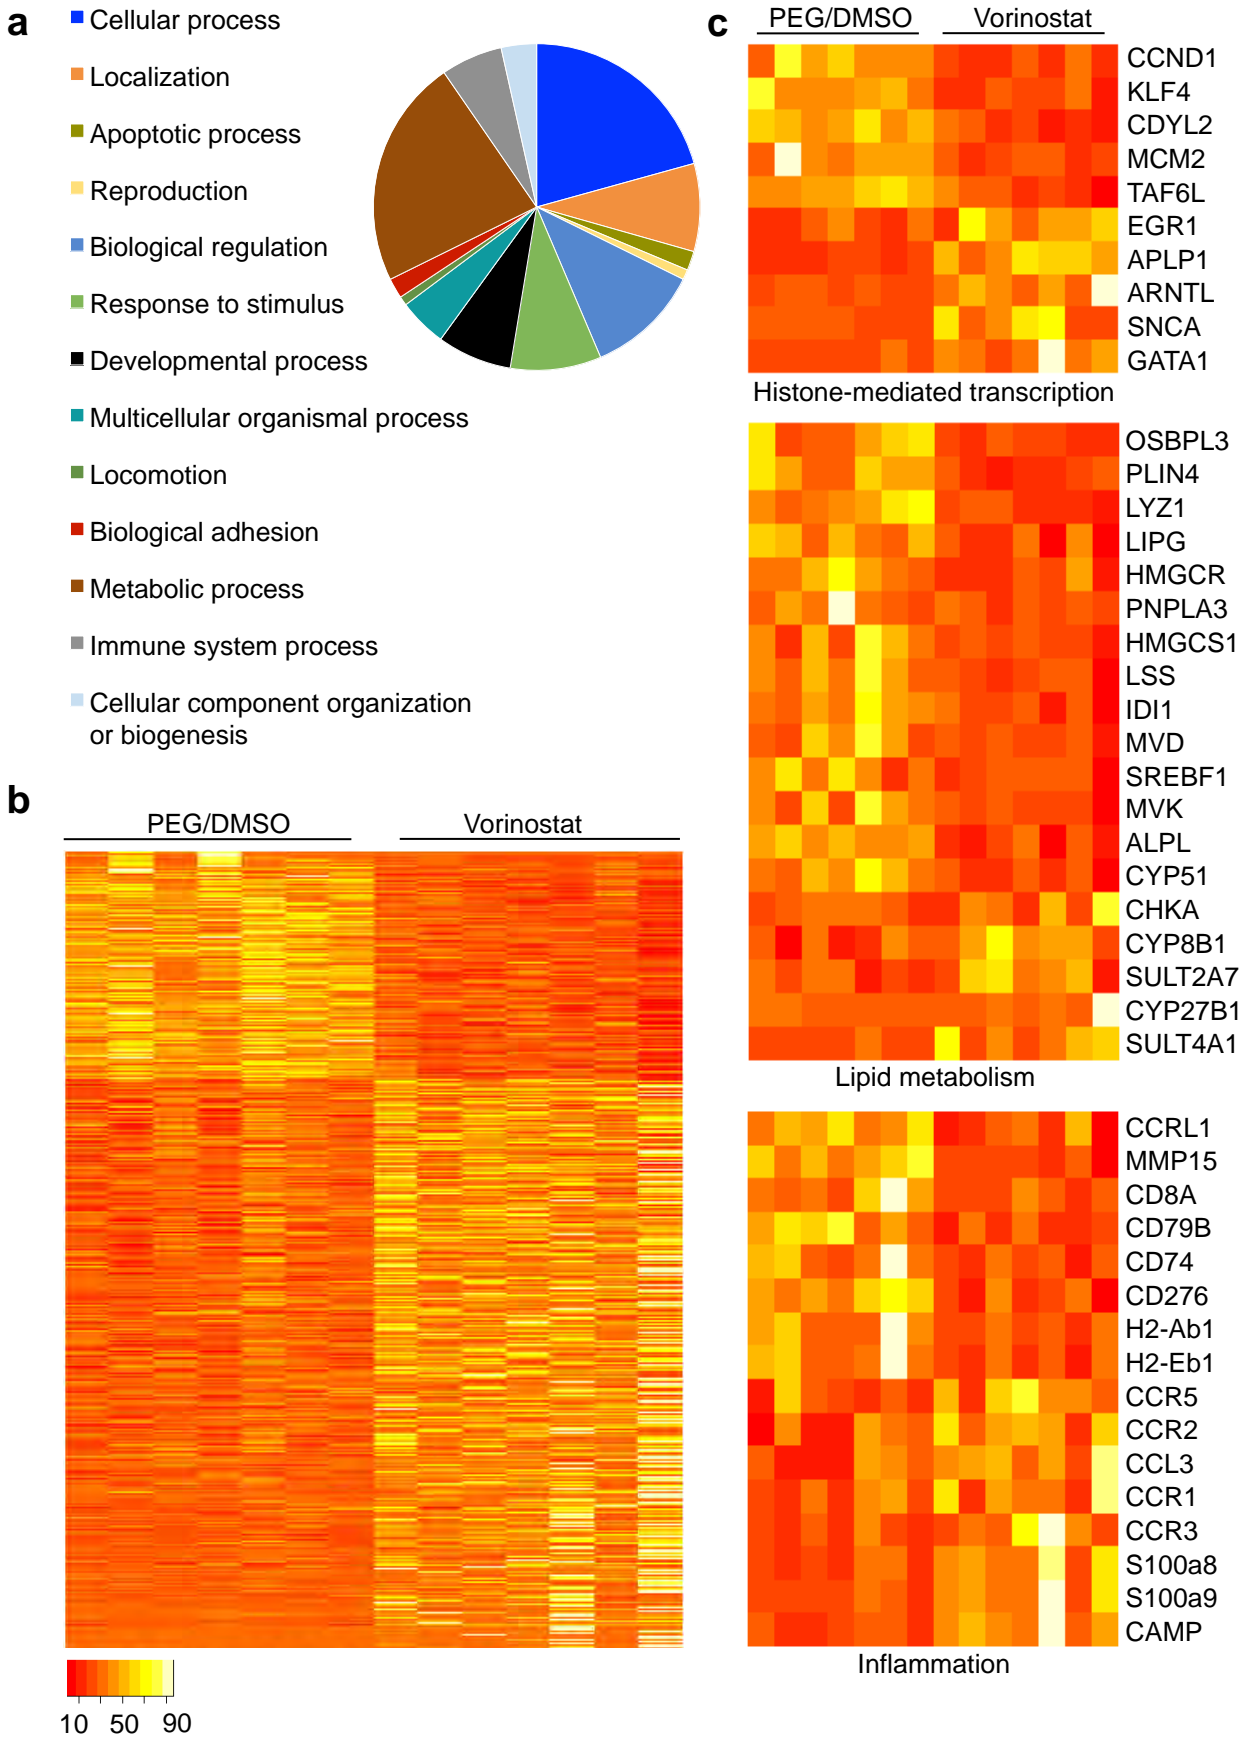 a
Cellular process
Localization
Apoptotic process
Reproduction
Biological regulation
Response to stimulus
Developmental process
Multicellular organismal process
Locomotion
Biological adhesion
Metabolic process
Immune system process
Cellular component organization
or biogenesis
b
PEG/DMSO Vorinostat
10 50 90
c
PEG/DMSO Vorinostat
CCND1
KLF4
CDYL2
MCM2
TAF6L
EGR1
APLP1
ARNTL
SNCA
GATA1
Histone-mediated transcription
OSBPL3
PLIN4
LYZ1
LIPG
HMGCR
PNPLA3
HMGCS1
LSS
IDI1
MVD
SREBF1
MVK
ALPL
CYP51
CHKA
CYP8B1
SULT2A7
CYP27B1
SULT4A1
Lipid metabolism
CCRL1
MMP15
CD8A
CD79B
CD74
CD276
H2-Ab1
H2-Eb1
CCR5
CCR2
CCL3
CCR1
CCR3
S100a8
S100a9
CAMP
Inflammation